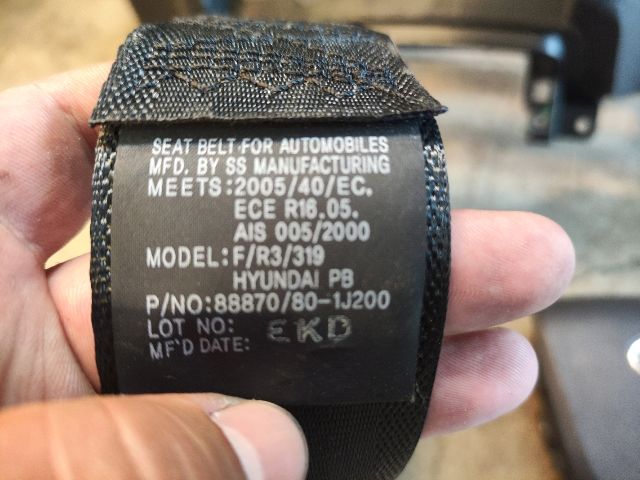 SEAT BELT FOR AUTOMOBILES
MFD. BY SS MANUFACTURING
MEETS:2005/40/EC.
ECE R16.05.
AIS 005/2000
MODEL:F/R3/319
HYUNDAI PB
P/NO:88870/80-1J200
LOT NO: EKD
MF'D DATE: